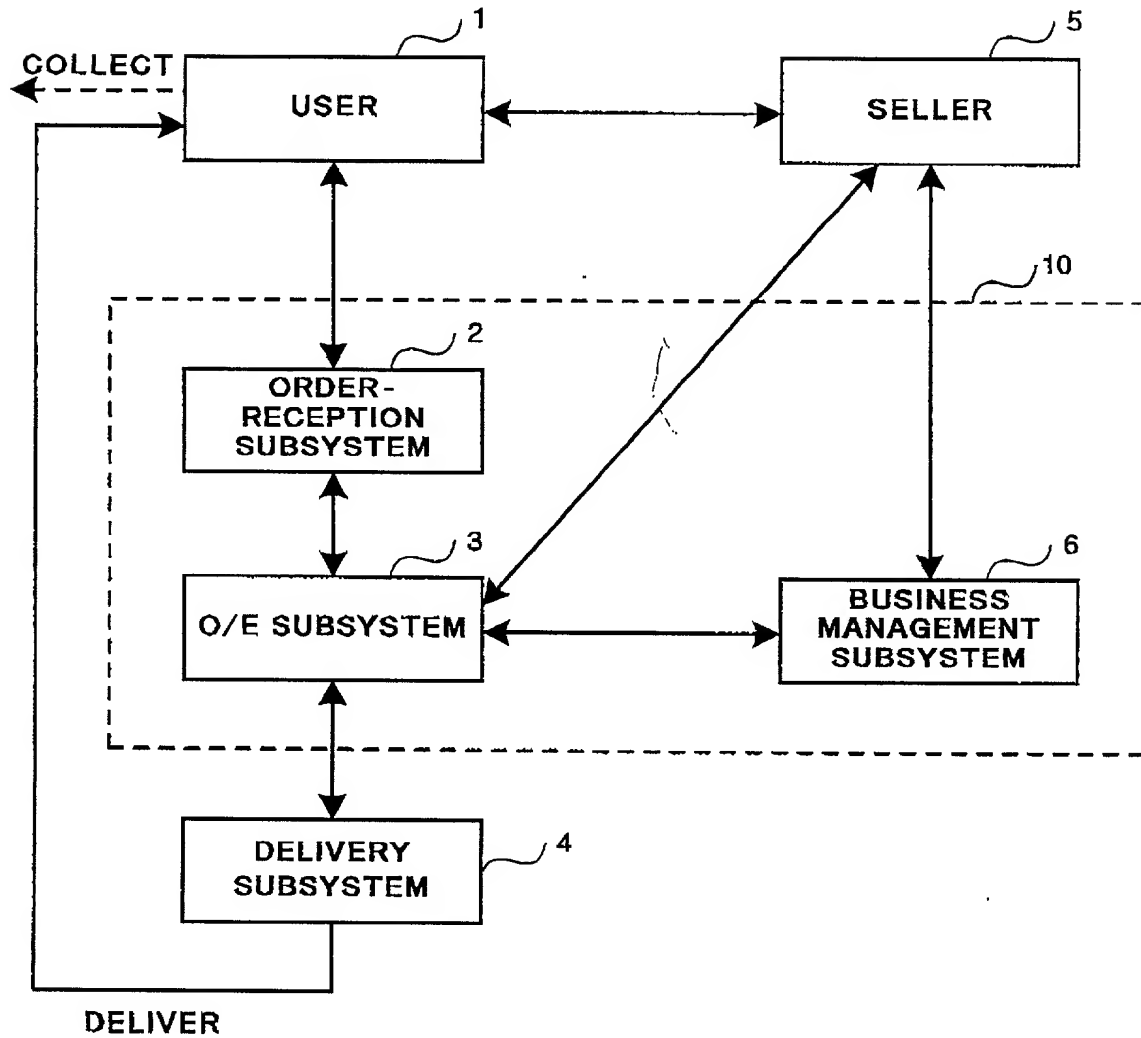 1
5
COLLECT
USER
SELLER
10
2
ORDER-
RECEPTION
SUBSYSTEM
3
6
O/E SUBSYSTEM
BUSINESS
MANAGEMENT
SUBSYSTEM
4
DELIVERY
SUBSYSTEM
DELIVER